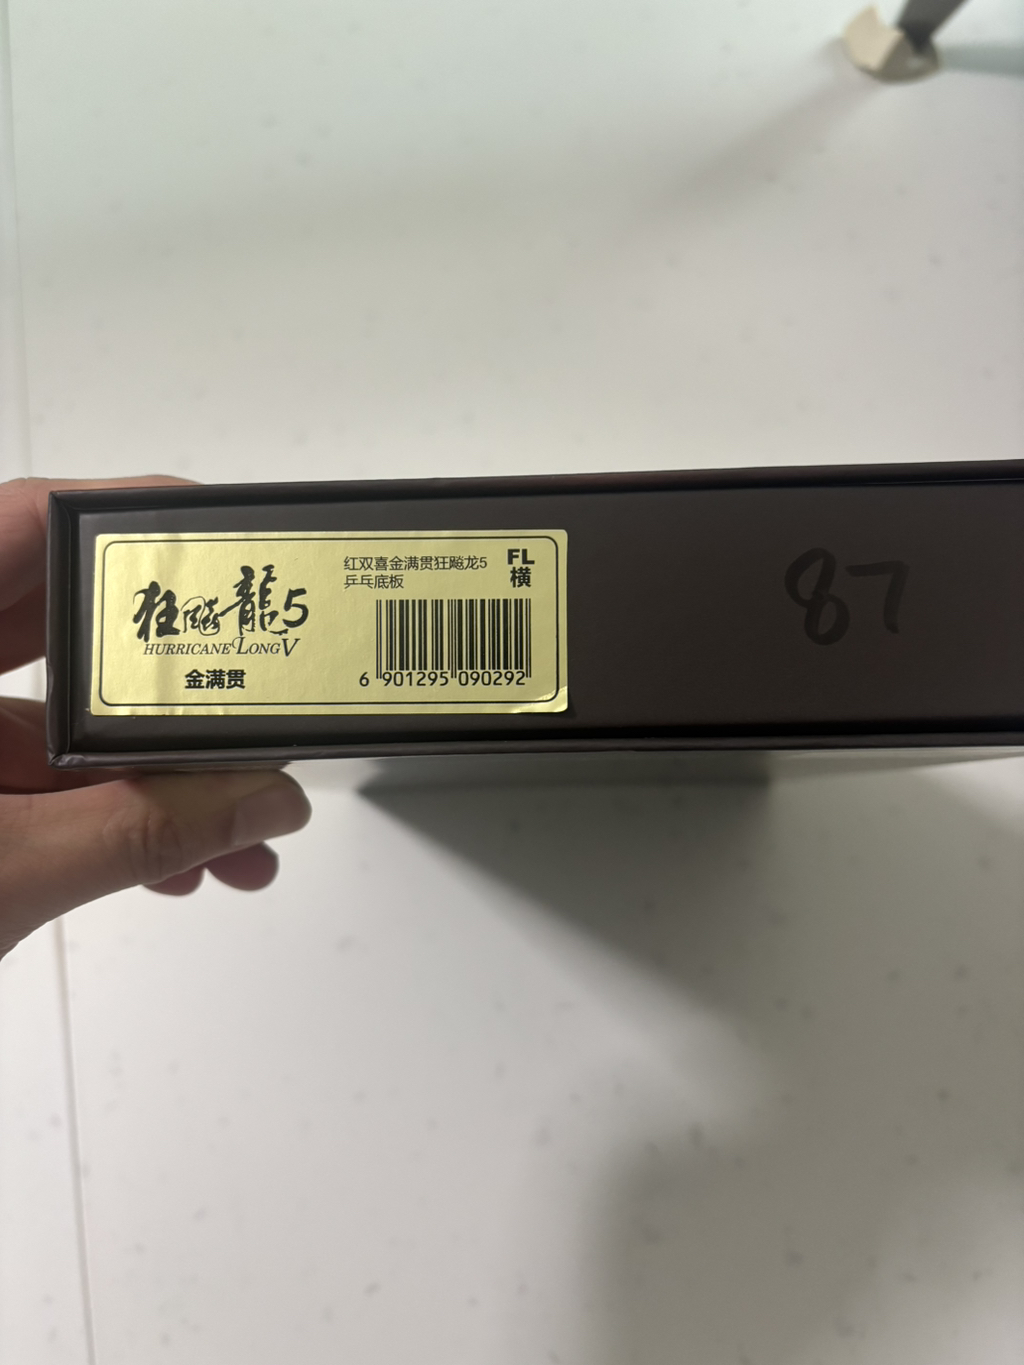 狂飚龍5
HURRICANE LONG V
金满贯
红双喜金满贯狂飚龙5
乒乓底板
FL
横
6 901295 090292
87